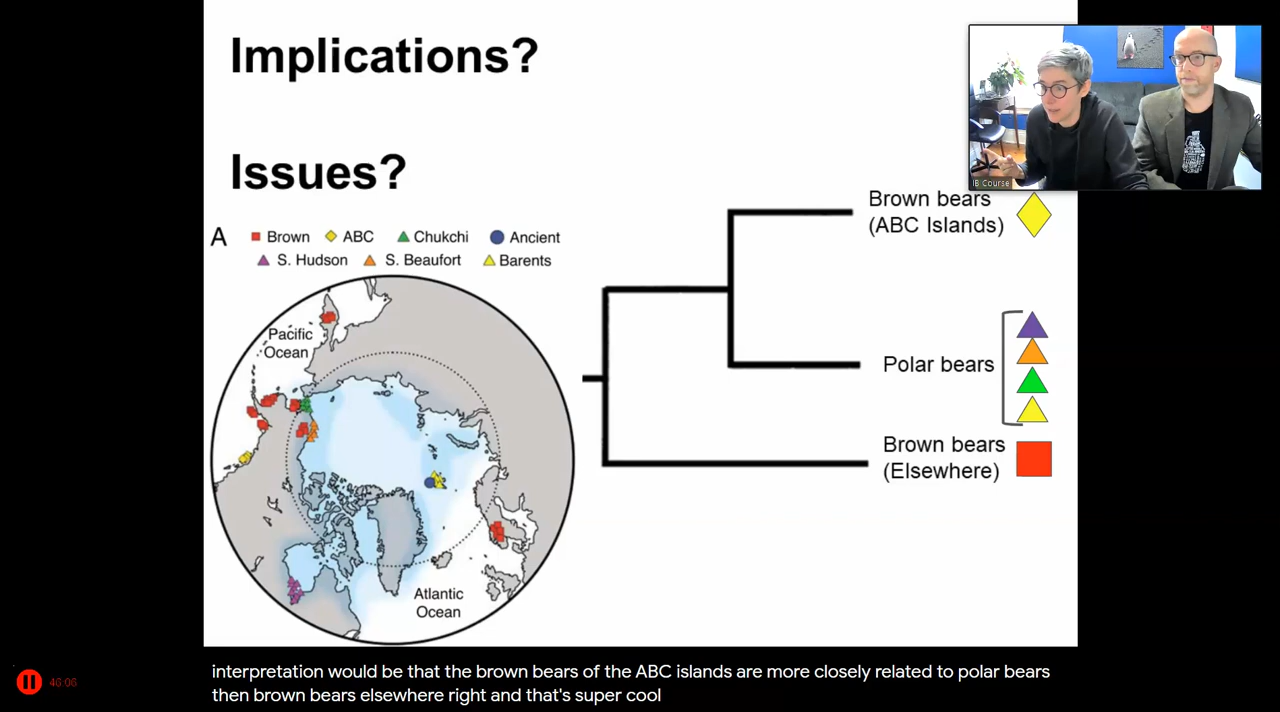 Implications?
Issues?
A
Brown ABC Chukchi Ancient
S. Hudson S. Beaufort Barents
Pacific
Ocean
Atlantic
Ocean
Brown bears
(ABC Islands)
Polar bears
Brown bears
(Elsewhere)
IB Course
46:06
interpretation would be that the brown bears of the ABC islands are more closely related to polar bears
then brown bears elsewhere right and that's super cool